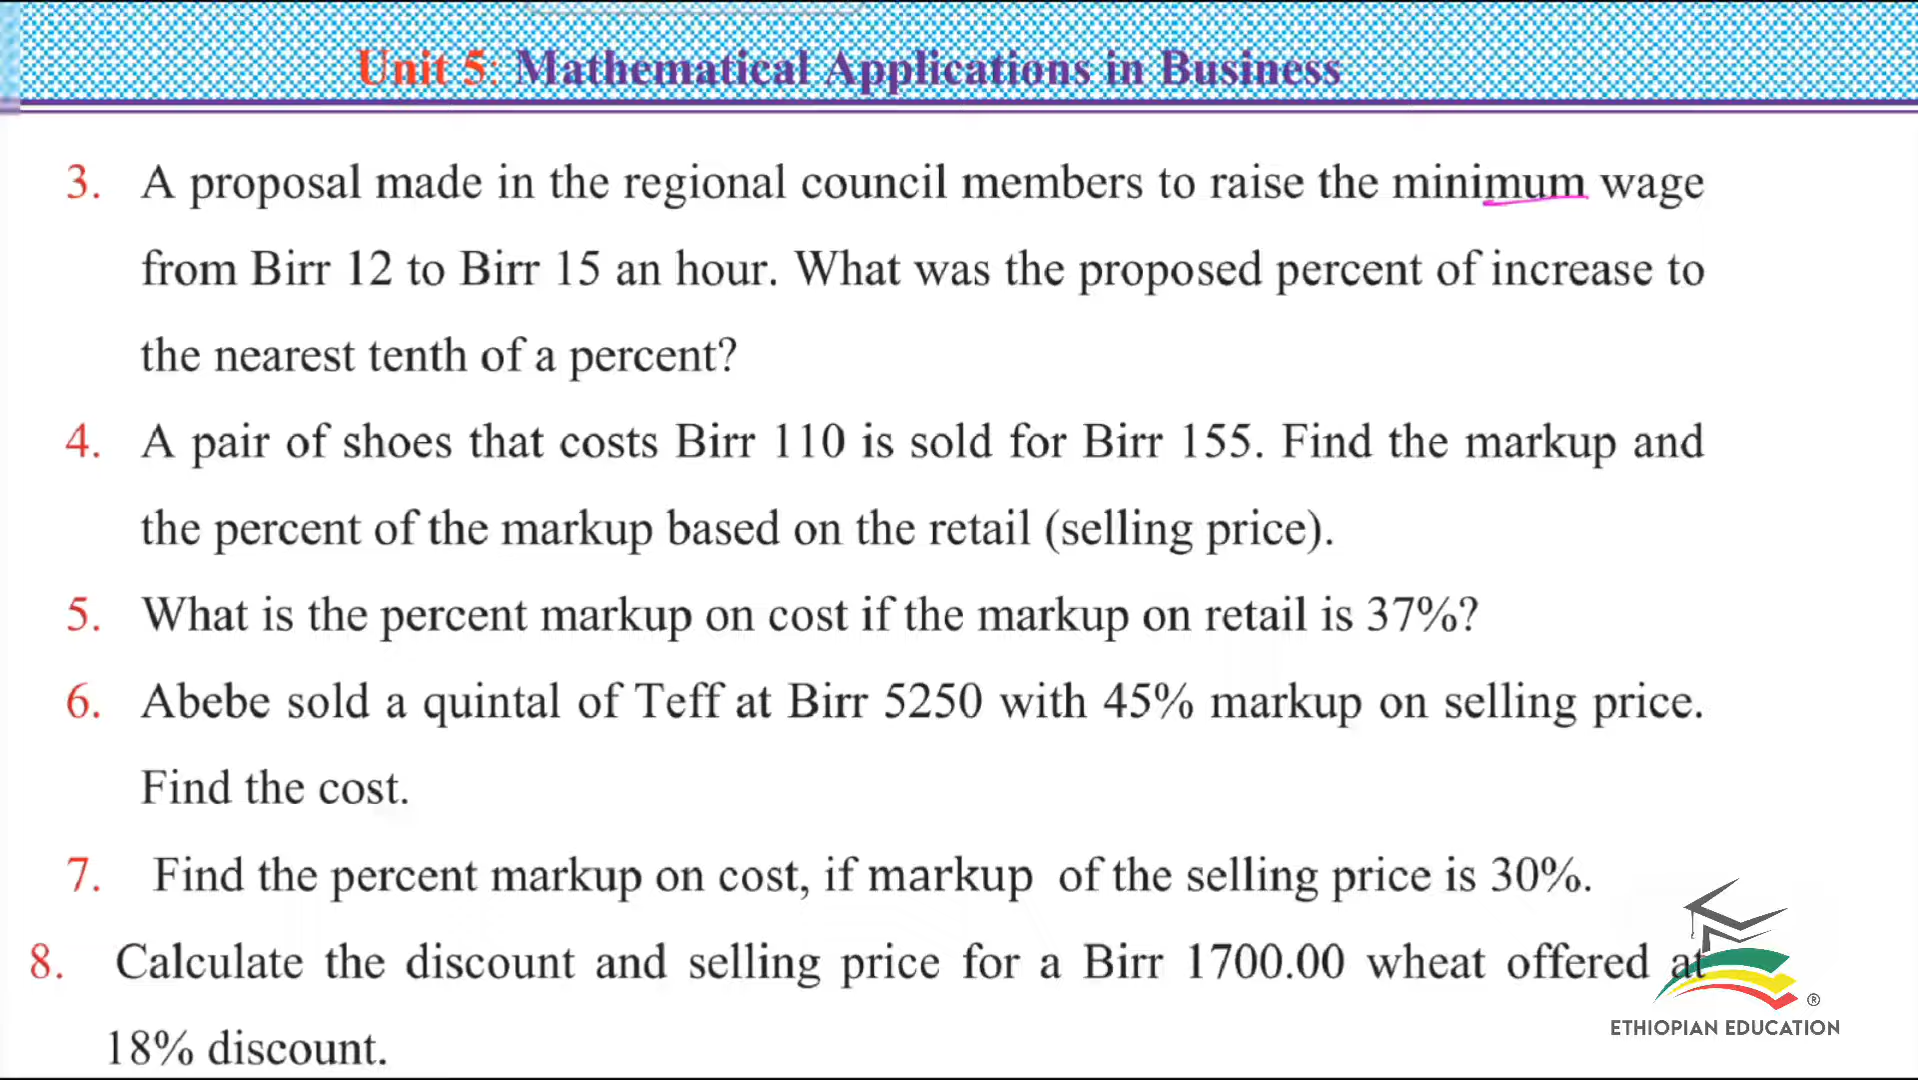 Unit 5: Mathematical Applications in Business
3. A proposal made in the regional council members to raise the minimum wage
from Birr 12 to Birr 15 an hour. What was the proposed percent of increase to
the nearest tenth of a percent?
4. A pair of shoes that costs Birr 110 is sold for Birr 155. Find the markup and
the percent of the markup based on the retail (selling price).
5. What is the percent markup on cost if the markup on retail is 37%?
6. Abebe sold a quintal of Teff at Birr 5250 with 45% markup on selling price.
Find the cost.
7. Find the percent markup on cost, if markup of the selling price is 30%.
8. Calculate the discount and selling price for a Birr 1700.00 wheat offered at
18% discount.
®
ETHIOPIAN EDUCATION